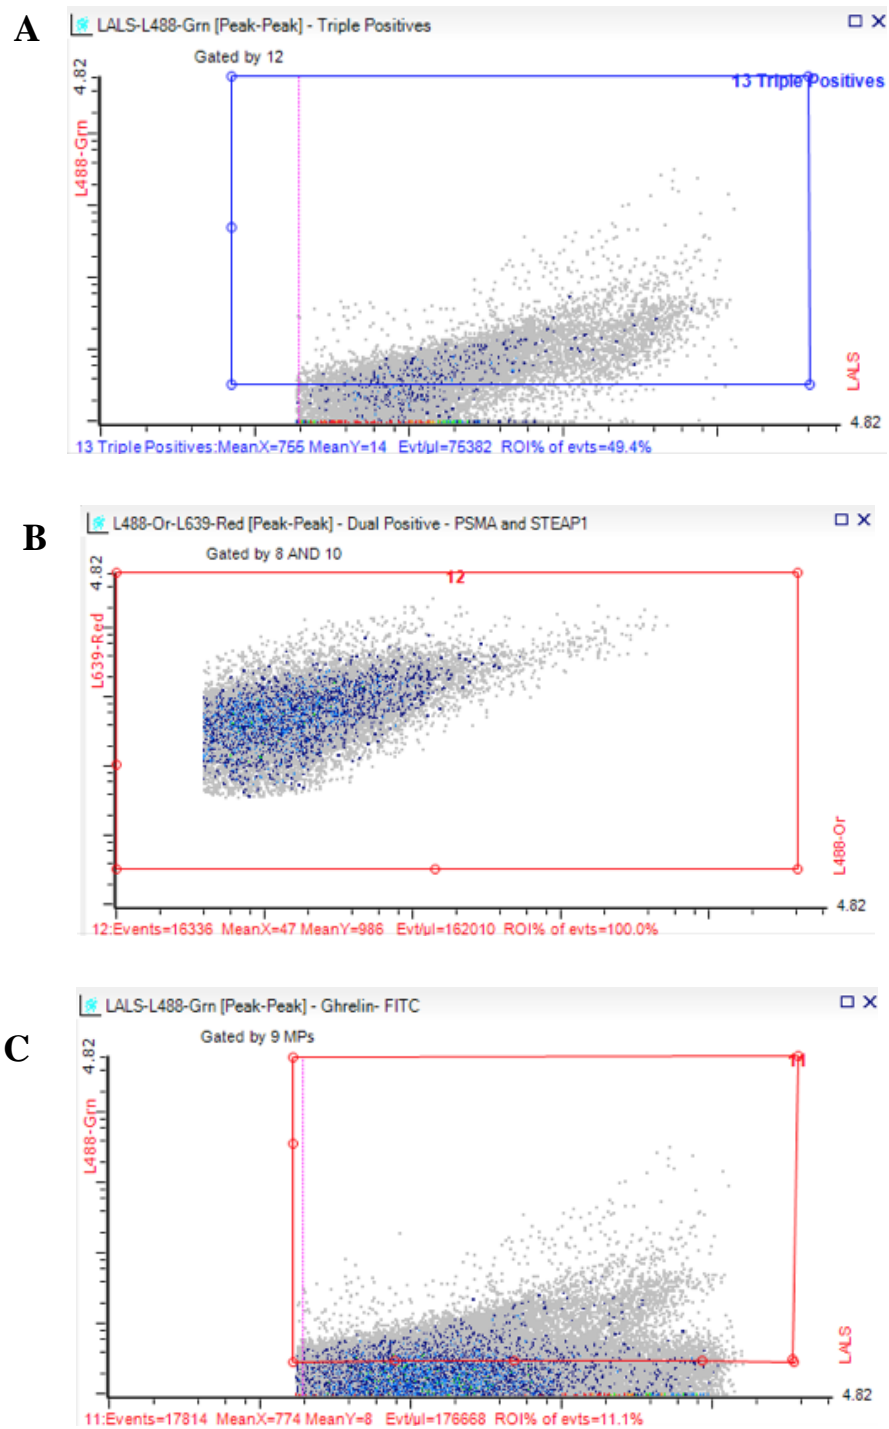 A
LALS-L488-Grn [Peak-Peak] - Triple Positives
Gated by 12
4.82
13 Triple Positives
L488-Grn
LALS
4.82
13 Triple Positives:MeanX=755 MeanY=14 Evt/µl=75382 ROI% of evts=49.4%
B
L488-Or-L639-Red [Peak-Peak] - Dual Positive - PSMA and STEAP1
Gated by 8 AND 10
4.82
12
L639-Red
L488-Or
4.82
12:Events=16336 MeanX=47 MeanY=986 Evt/µl=162010 ROI% of evts=100.0%
C
LALS-L488-Grn [Peak-Peak] - Ghrelin- FITC
Gated by 9 MPs
4.82
11
L488-Grn
LALS
4.82
11:Events=17814 MeanX=774 MeanY=8 Evt/µl=176668 ROI% of evts=11.1%